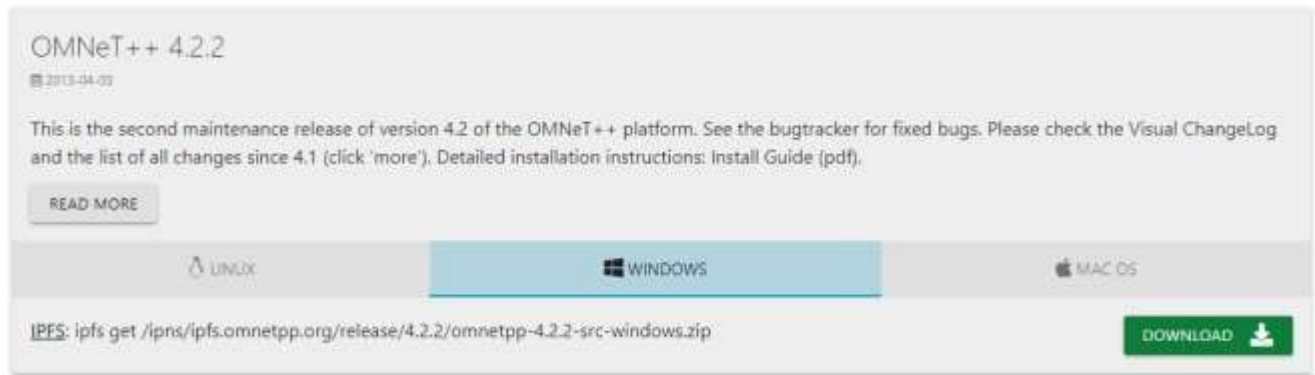 OMNeT++ 4.2.2
2013-04-03
This is the second maintenance release of version 4.2 of the OMNeT++ platform. See the bugtracker for fixed bugs. Please check the Visual ChangeLog
and the list of all changes since 4.1 (click 'more'). Detailed installation instructions: Install Guide (pdf).
READ MORE
LINUX
WINDOWS
MAC OS
IPFS: ipfs get /ipns/ipfs.omnetpp.org/release/4.2.2/omnetpp-4.2.2-src-windows.zip
DOWNLOAD